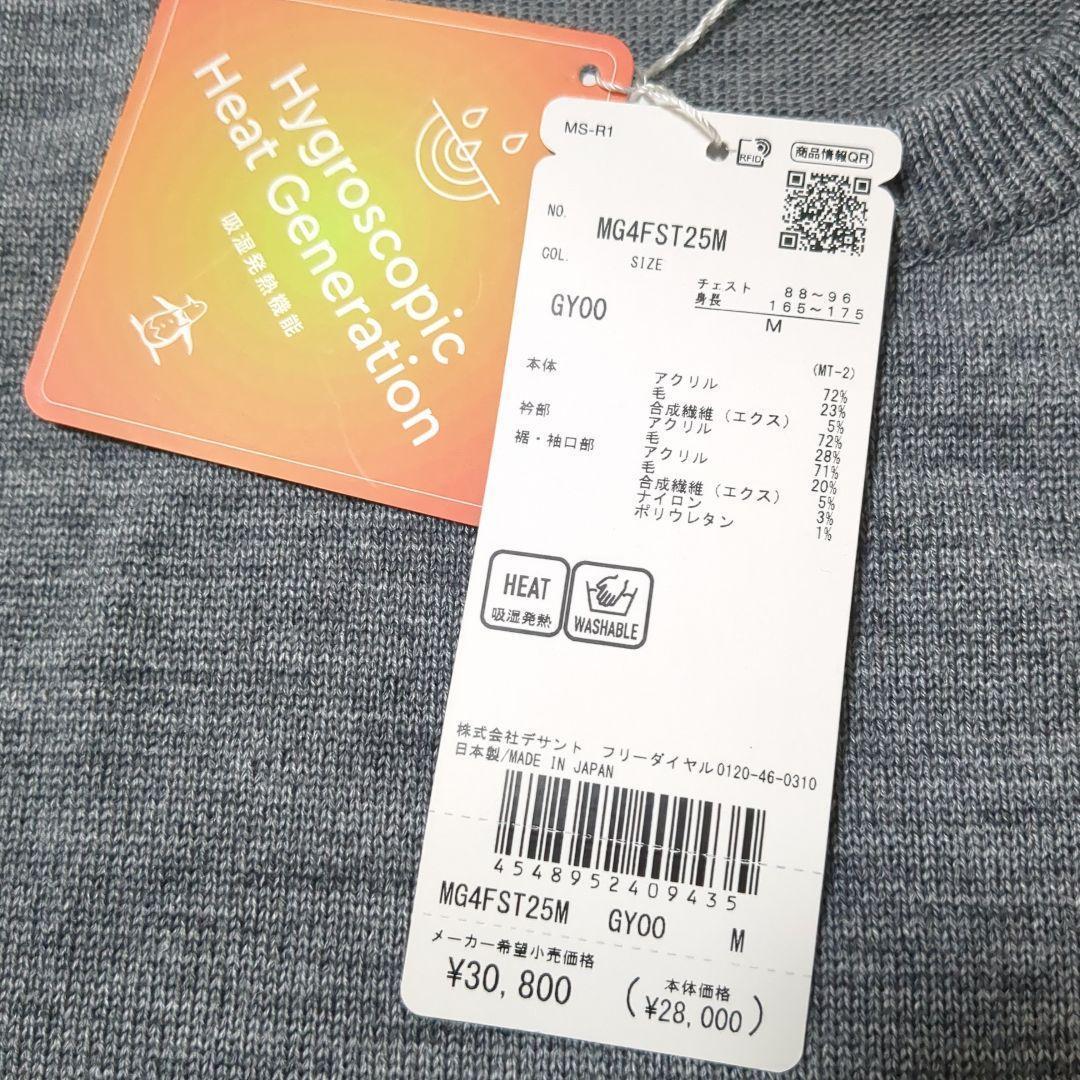 Hygroscopic
Heat Generation
吸湿発熱機能
MS-R1
RFID
商品情報QR
NO.
MG4FST25M
COL.
SIZE
GY00
チェスト 88～96
身長 165～175
M
(MT-2)
本体 アクリル 72%
毛 23%
合成繊維（エクス） 5%
衿部 アクリル 72%
毛 28%
裾・袖口部 アクリル 71%
毛 20%
合成繊維（エクス） 5%
ナイロン 3%
ポリウレタン 1%
HEAT
吸湿発熱
WASHABLE
株式会社デサント フリーダイヤル0120-46-0310
日本製/MADE IN JAPAN
4548952409435
MG4FST25M GY00 M
メーカー希望小売価格
¥30,800
(本体価格
¥28,000)